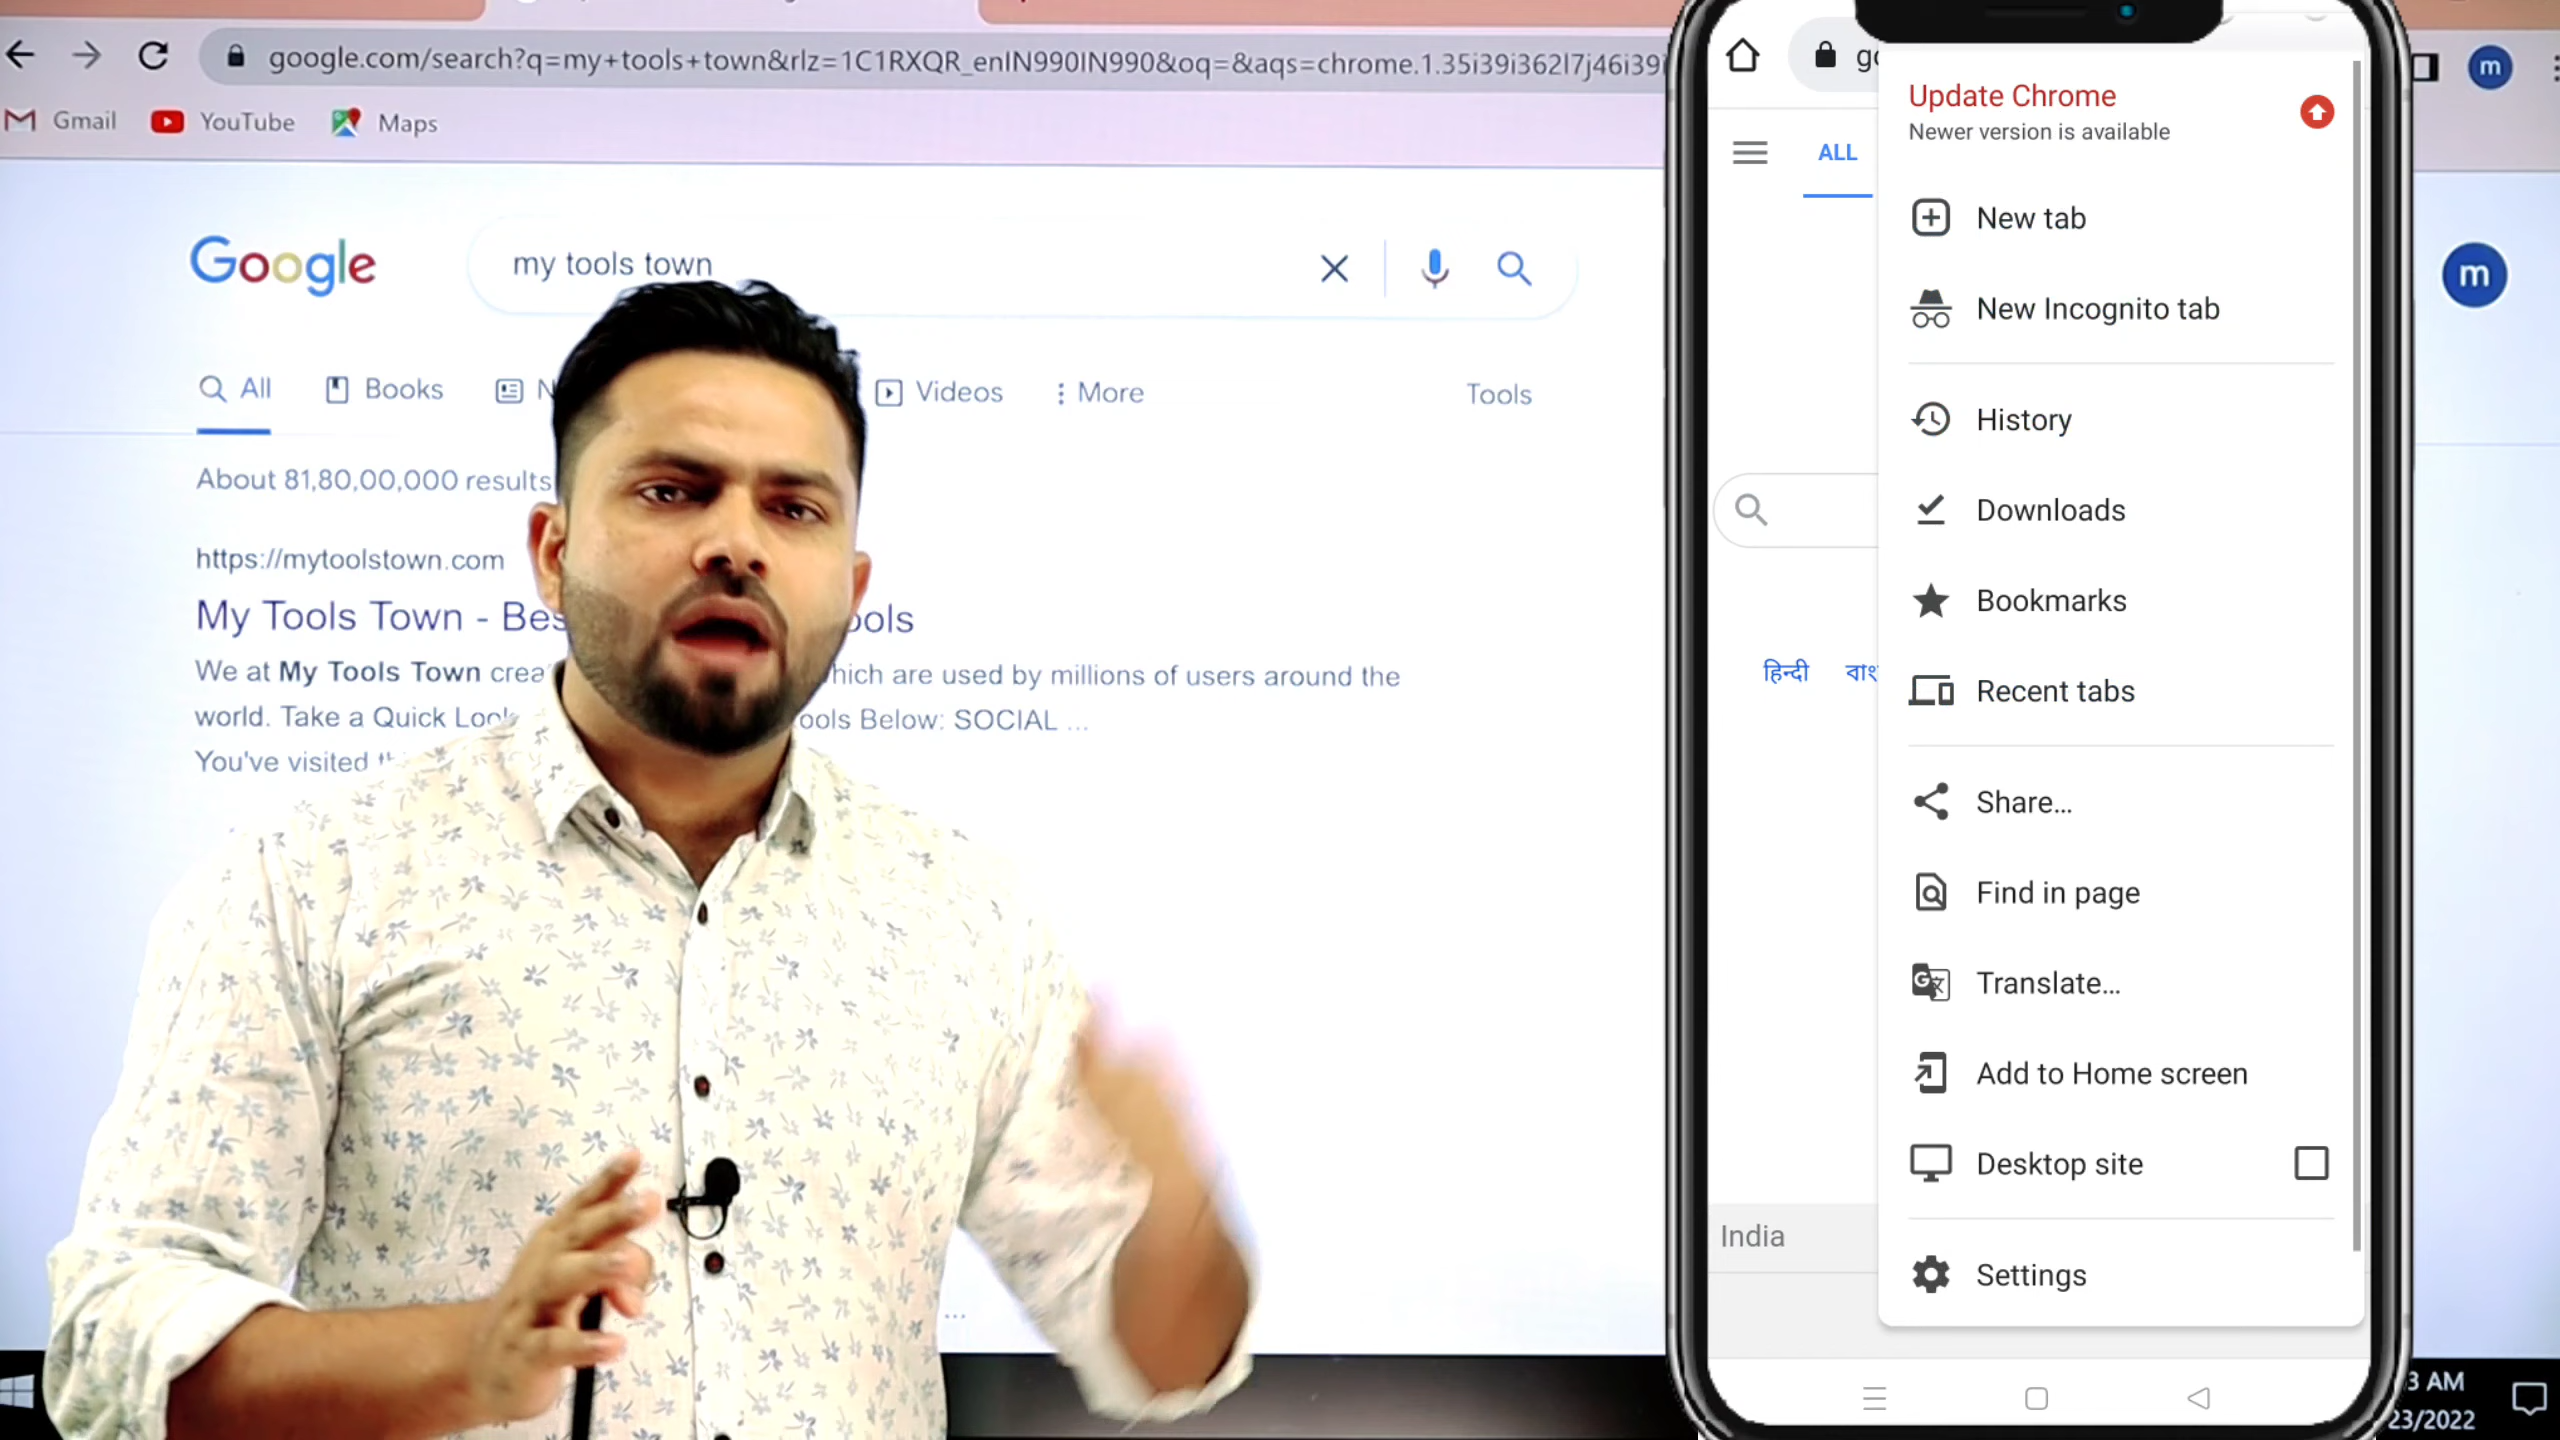 google.com/search?q=my+tools+town&rlz=1C1RXQR_enIN990IN990&oq=&aqs=chrome.1.35i39i362l7j46i39i
m
Gmail
YouTube
Maps
Google
my tools town
m
All
Books
Videos
More
Tools
About 81,80,00,000 results
https://mytoolstown.com
My Tools Town - Bes
ools
We at My Tools Town crea
hich are used by millions of users around the
world. Take a Quick Look
ools Below: SOCIAL ...
You've visited
...
3 AM
23/2022
ALL
हिन्दी
India
Update Chrome
Newer version is available
New tab
New Incognito tab
History
Downloads
Bookmarks
Recent tabs
Share...
Find in page
Translate...
Add to Home screen
Desktop site
Settings